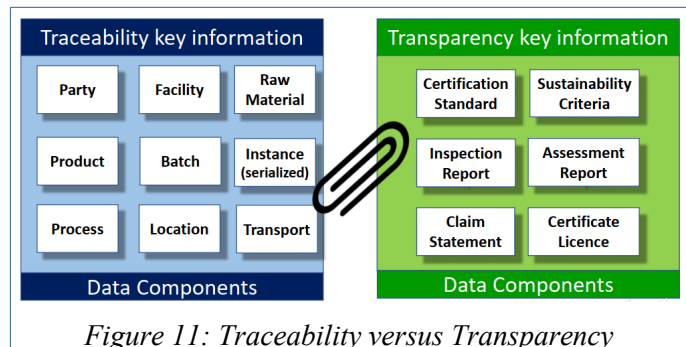 Traceability key information
Party
Facility
Raw
Material
Product
Batch
Instance
(serialized)
Process
Location
Transport
Data Components
Transparency key information
Certification
Standard
Sustainability
Criteria
Inspection
Report
Assessment
Report
Claim
Statement
Certificate
Licence
Data Components
Figure 11: Traceability versus Transparency